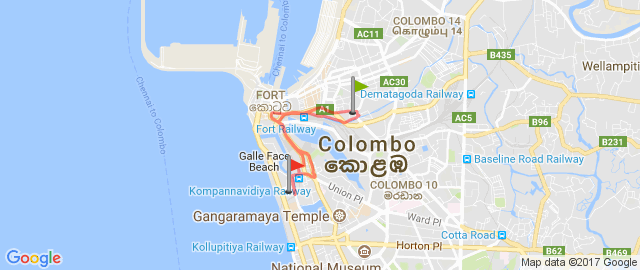 COLOMBO 14
கொழும்பு 14
AC11
B435
Wellampiti
Chennai to Colombo
Chennai to Colombo
AC30
FORT
කොටුව
Dematagoda Railway
A1
AC5
B96
Fort Railway
Colombo
කොළඹ
B231
Galle Face
Beach
Baseline Road Railway
Kompannavidiya Railway
Union Pl
COLOMBO 10
මරදාන
Gangaramaya Temple
Ward Pl
Cotta Road
Kollupitiya Railway
Horton Pl
B62
B469
Google
National Museum
Map data ©2017 Google